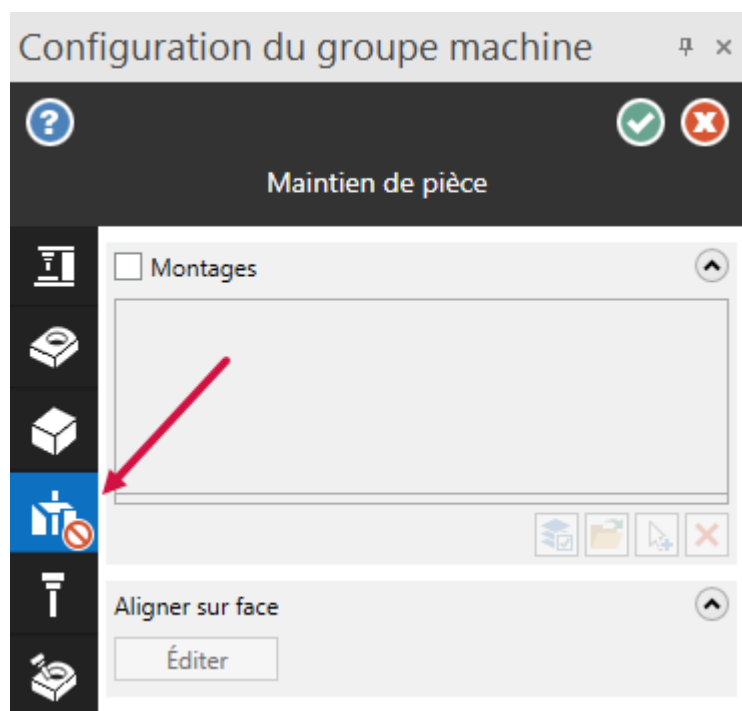 Configuration du groupe machine
Maintien de pièce
Montages
Aligner sur face
Éditer